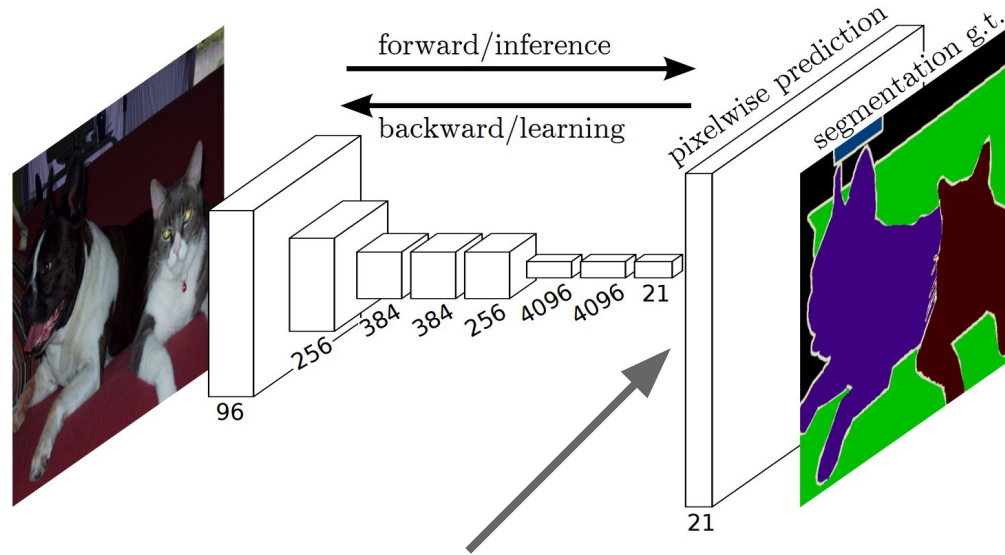 forward/inference
backward/learning
pixelwise prediction
segmentation g.t.
96
256
384
384
256
4096
4096
21
21